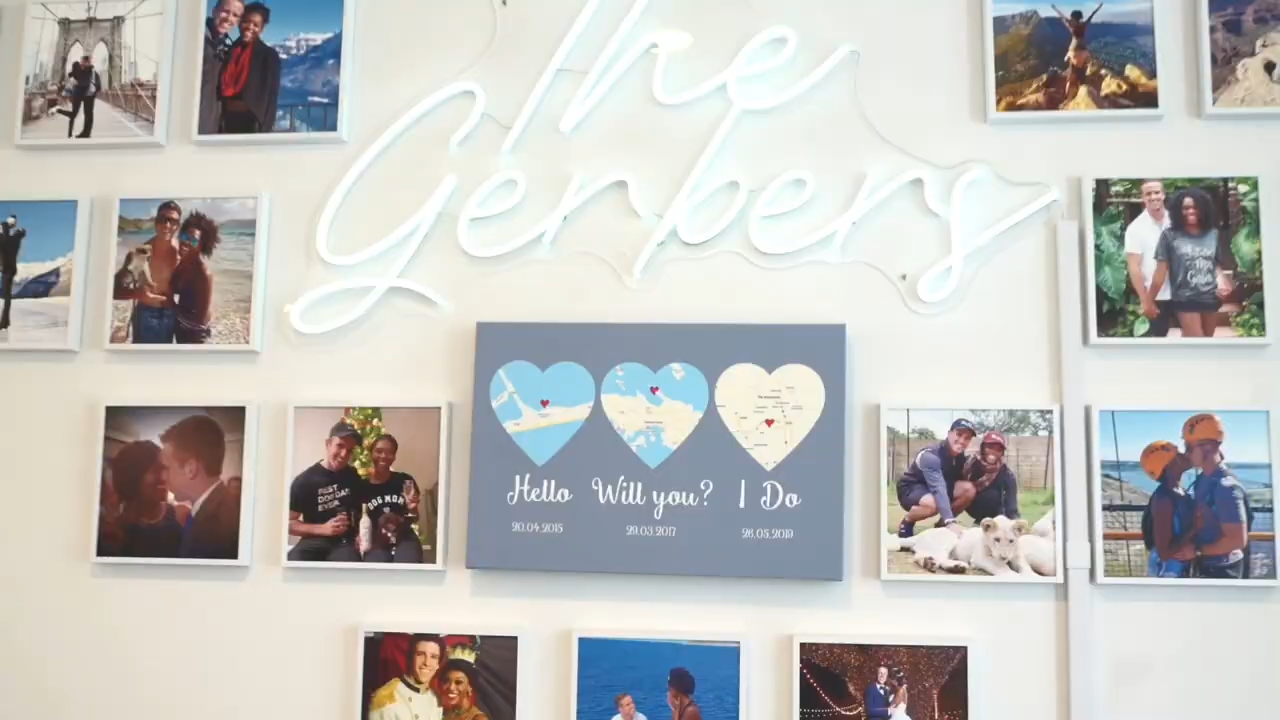 The
Gerbers
Hello Will you? I Do
20.04.2015 29.03.2017 26.05.2019
BEST
DOG DAD
EVER
DOG MOM